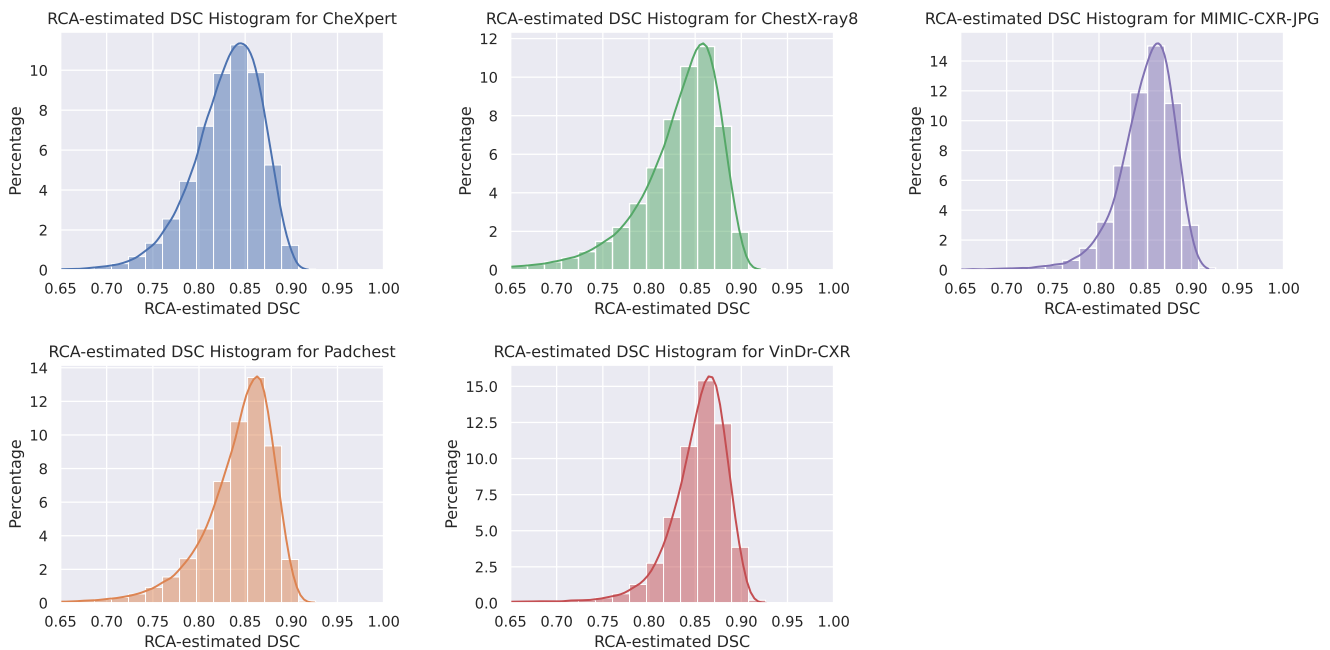 RCA-estimated DSC Histogram for CheXpert
Percentage
10
8
6
4
2
0
0.65 0.70 0.75 0.80 0.85 0.90 0.95 1.00
RCA-estimated DSC
RCA-estimated DSC Histogram for ChestX-ray8
Percentage
12
10
8
6
4
2
0
0.65 0.70 0.75 0.80 0.85 0.90 0.95 1.00
RCA-estimated DSC
RCA-estimated DSC Histogram for MIMIC-CXR-JPG
Percentage
14
12
10
8
6
4
2
0
0.65 0.70 0.75 0.80 0.85 0.90 0.95 1.00
RCA-estimated DSC
RCA-estimated DSC Histogram for Padchest
Percentage
14
12
10
8
6
4
2
0
0.65 0.70 0.75 0.80 0.85 0.90 0.95 1.00
RCA-estimated DSC
RCA-estimated DSC Histogram for VinDr-CXR
Percentage
15.0
12.5
10.0
7.5
5.0
2.5
0.0
0.65 0.70 0.75 0.80 0.85 0.90 0.95 1.00
RCA-estimated DSC